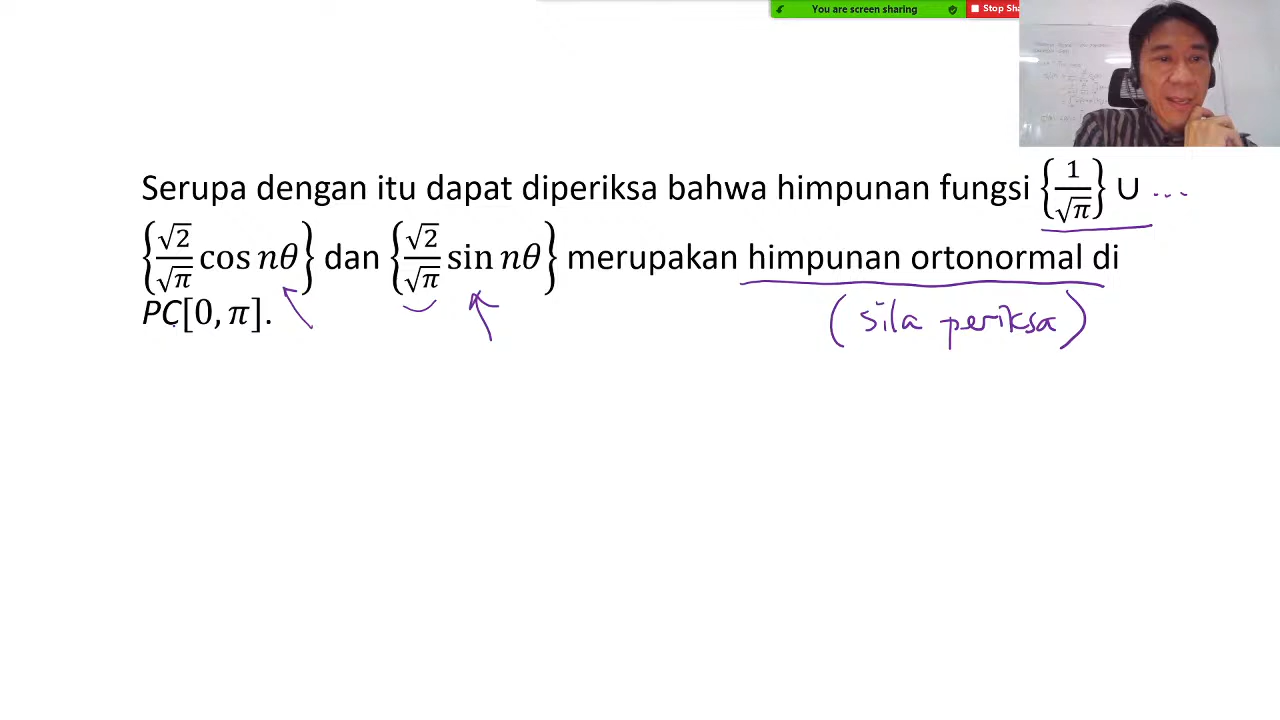 You are screen sharing
Stop Sha
Serupa dengan itu dapat diperiksa bahwa himpunan fungsi {1/√π} ∪ ...
{√2/√π cos nθ} dan {√2/√π sin nθ} merupakan himpunan ortonormal di
PC[0, π].
(sila periksa)